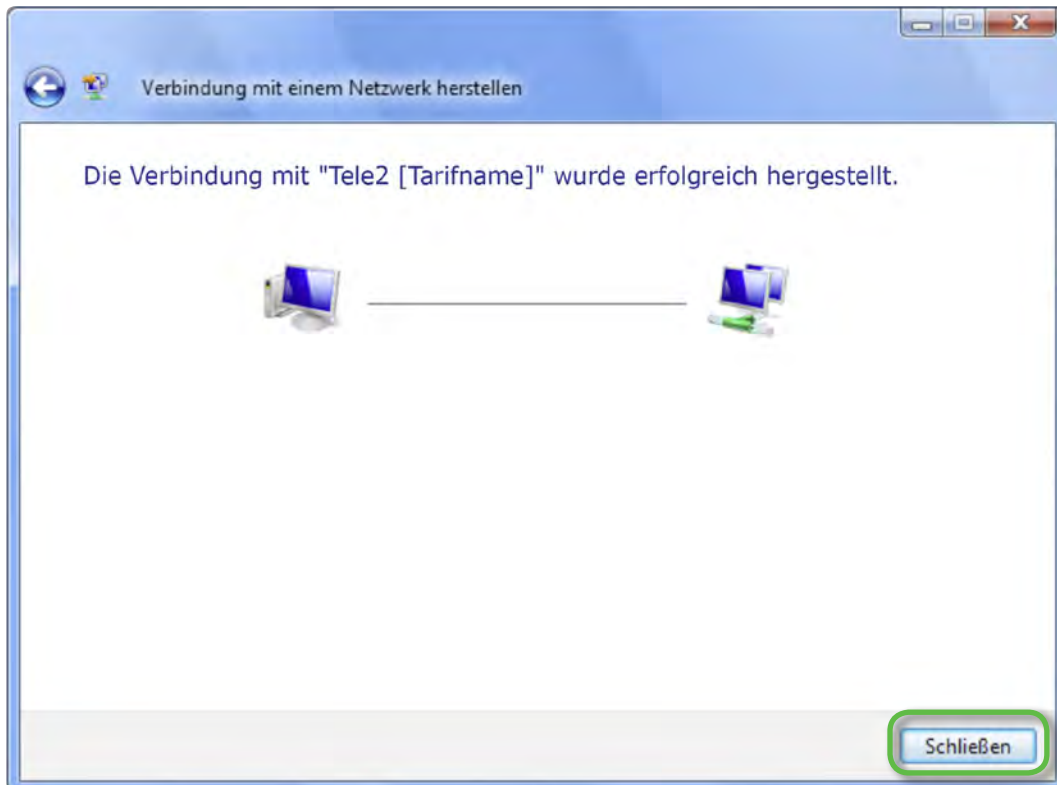 Verbindung mit einem Netzwerk herstellen
Die Verbindung mit "Tele2 [Tarifname]" wurde erfolgreich hergestellt.
Schließen